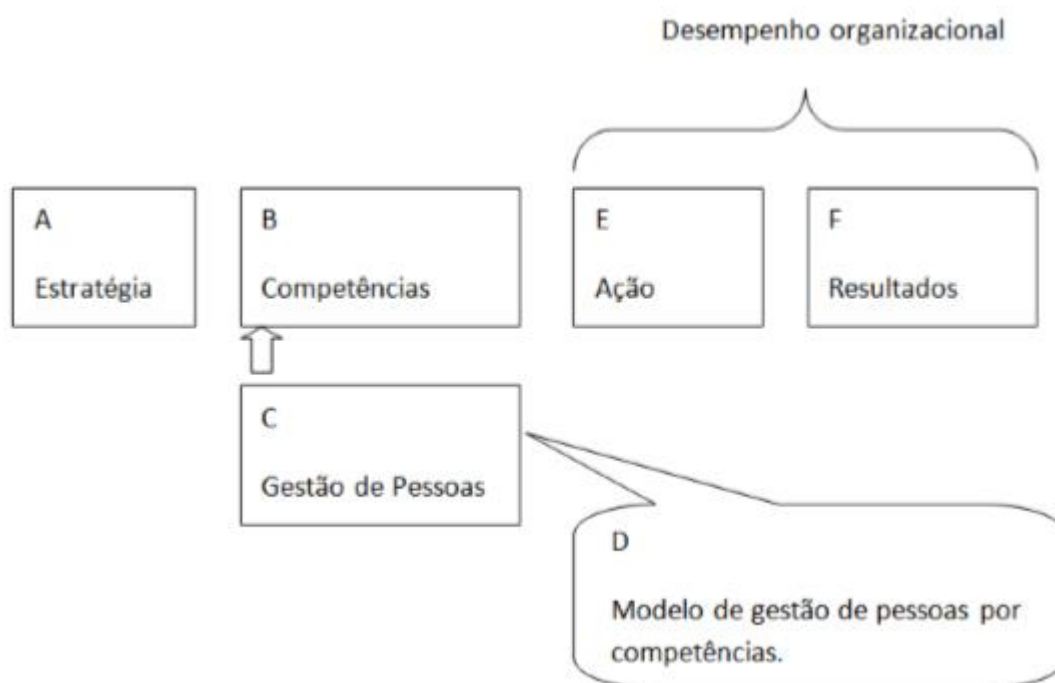 Desempenho organizacional
A
Estratégia
B
Competências
E
Ação
F
Resultados
C
Gestão de Pessoas
D
Modelo de gestão de pessoas por
competências.